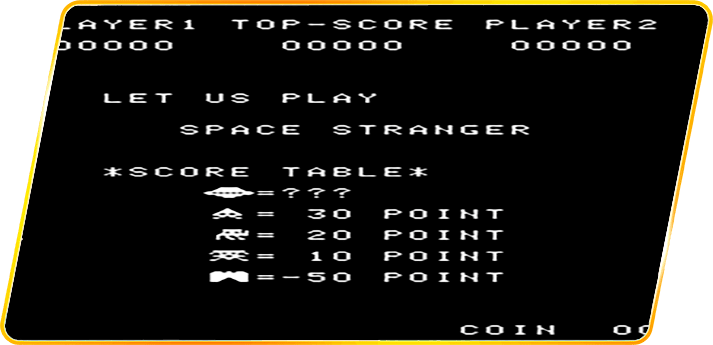 LAYER1 TOP-SCORE PLAYER2
00000 00000 00000
LET US PLAY
SPACE STRANGER
*SCORE TABLE*
=???
= 30 POINT
= 20 POINT
= 10 POINT
=-50 POINT
COIN 00